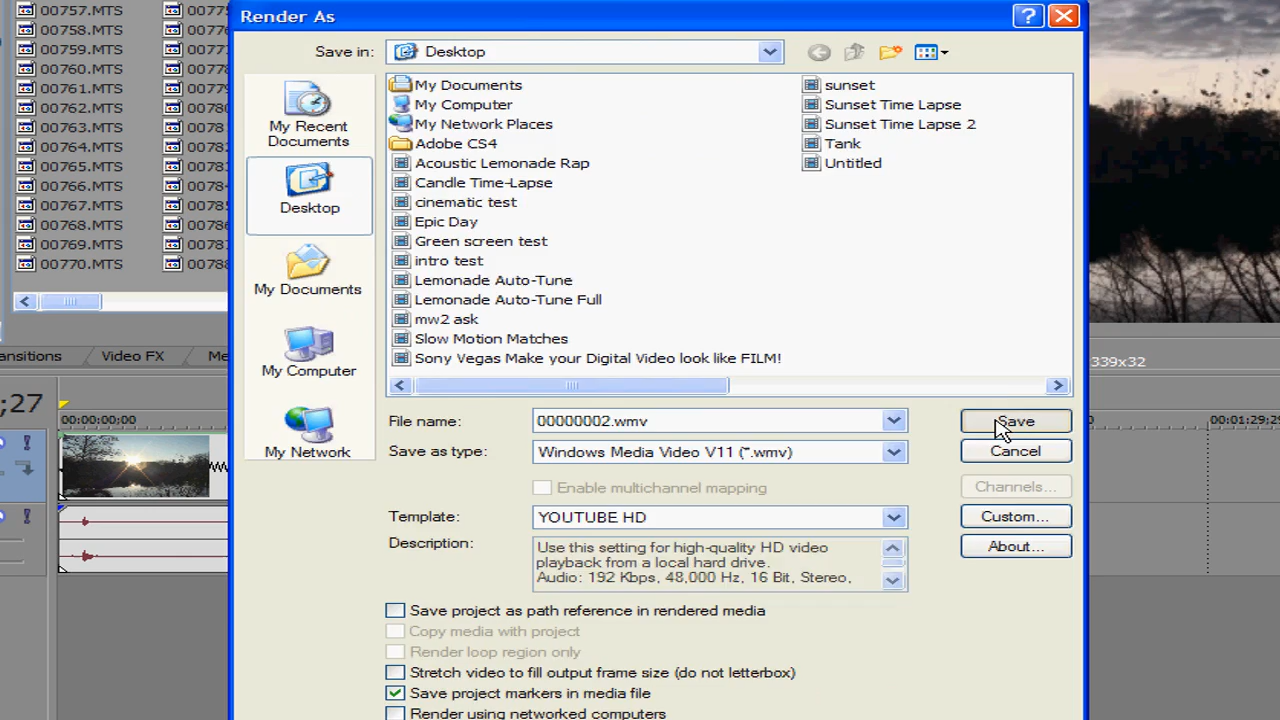 Render As
00757.MTS
00758.MTS
00759.MTS
00760.MTS
00761.MTS
00762.MTS
00763.MTS
00764.MTS
00765.MTS
00766.MTS
00767.MTS
00768.MTS
00769.MTS
00770.MTS
Save in:
Desktop
My Recent
Documents
Desktop
My Documents
My Computer
My Network
My Documents
My Computer
My Network Places
Adobe CS4
Acoustic Lemonade Rap
Candle Time-Lapse
cinematic test
Epic Day
Green screen test
intro test
Lemonade Auto-Tune
Lemonade Auto-Tune Full
mw2 ask
Slow Motion Matches
Sony Vegas Make your Digital Video look like FILM!
sunset
Sunset Time Lapse
Sunset Time Lapse 2
Tank
Untitled
File name:
00000002.wmv
Save
Save as type:
Windows Media Video V11 (*.wmv)
Cancel
Enable multichannel mapping
Channels...
Template:
YOUTUBE HD
Custom...
Description:
Use this setting for high-quality HD video
playback from a local hard drive.
Audio: 192 Kbps, 48,000 Hz, 16 Bit, Stereo,
About...
Save project as path reference in rendered media
Copy media with project
Render loop region only
Stretch video to fill output frame size (do not letterbox)
Save project markers in media file
Render using networked computers
ansitions
Video FX
;27
00:00:00;00
339x32
00:01:29;29